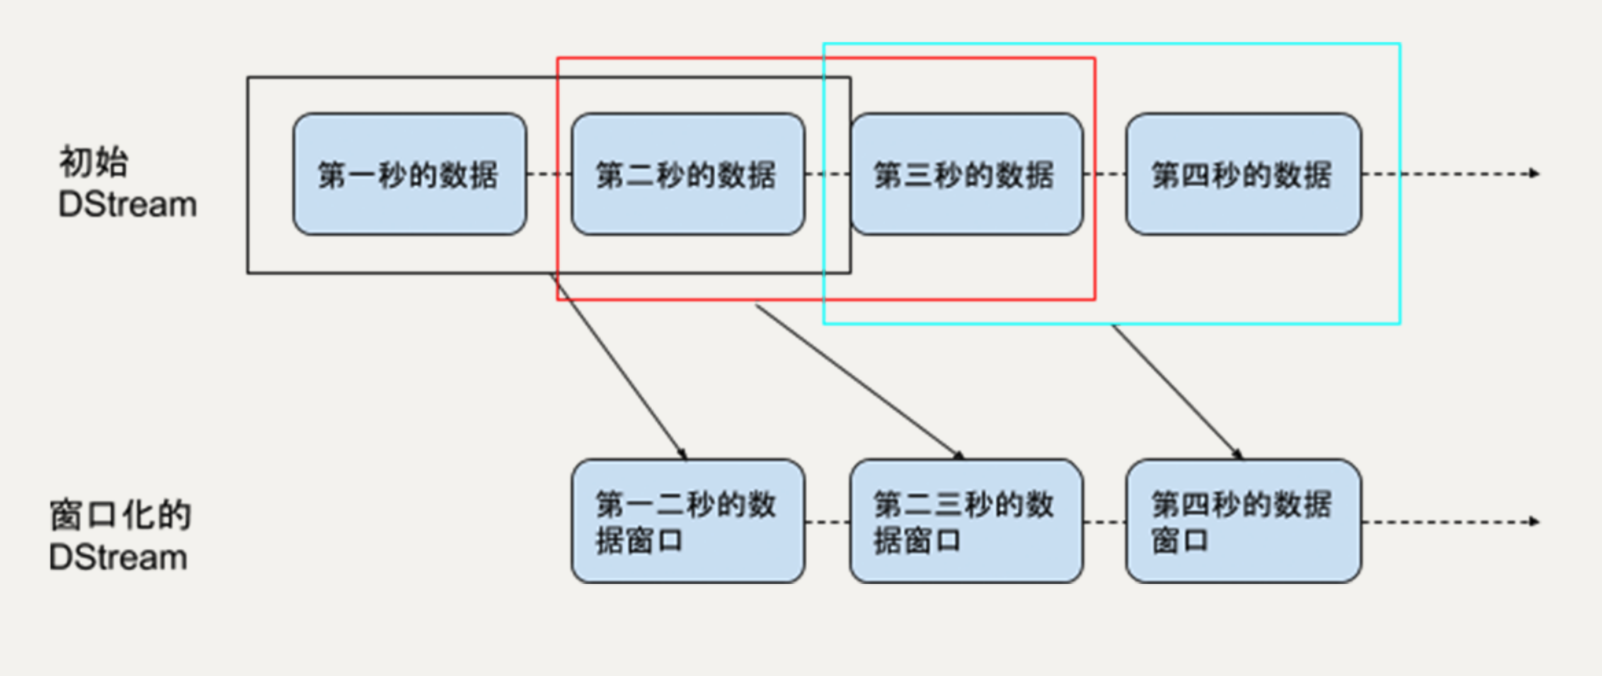 初始
DStream
第一秒的数据
第二秒的数据
第三秒的数据
第四秒的数据
窗口化的
DStream
第一二秒的数
据窗口
第二三秒的数
据窗口
第四秒的数据
窗口